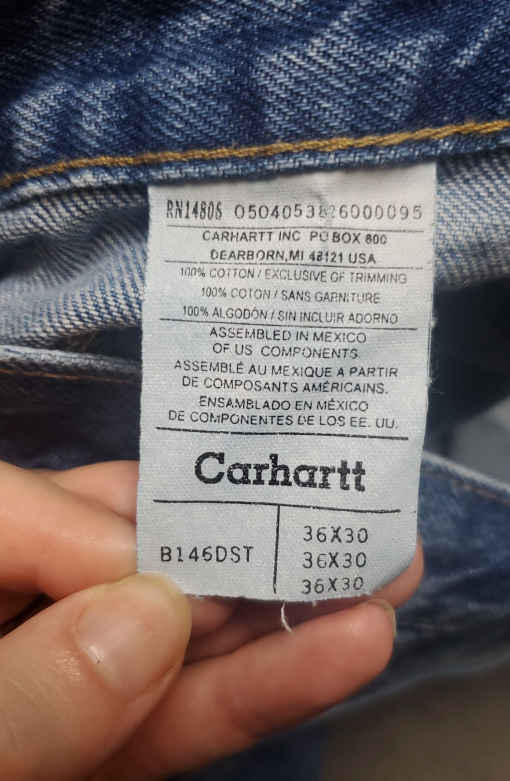 RN14806 0504053826000095
CARHARTT INC PO BOX 600
DEARBORN, MI 48121 USA
100% COTTON / EXCLUSIVE OF TRIMMING
100% COTON / SANS GARNITURE
100% ALGODÓN / SIN INCLUIR ADORNO
ASSEMBLED IN MEXICO
OF US COMPONENTS.
ASSEMBLÉ AU MEXIQUE A PARTIR
DE COMPOSANTS AMÉRICAINS.
ENSAMBLADO EN MÉXICO
DE COMPONENTES DE LOS EE. UU.
Carhartt
B146DST
36X30
36X30
36X30